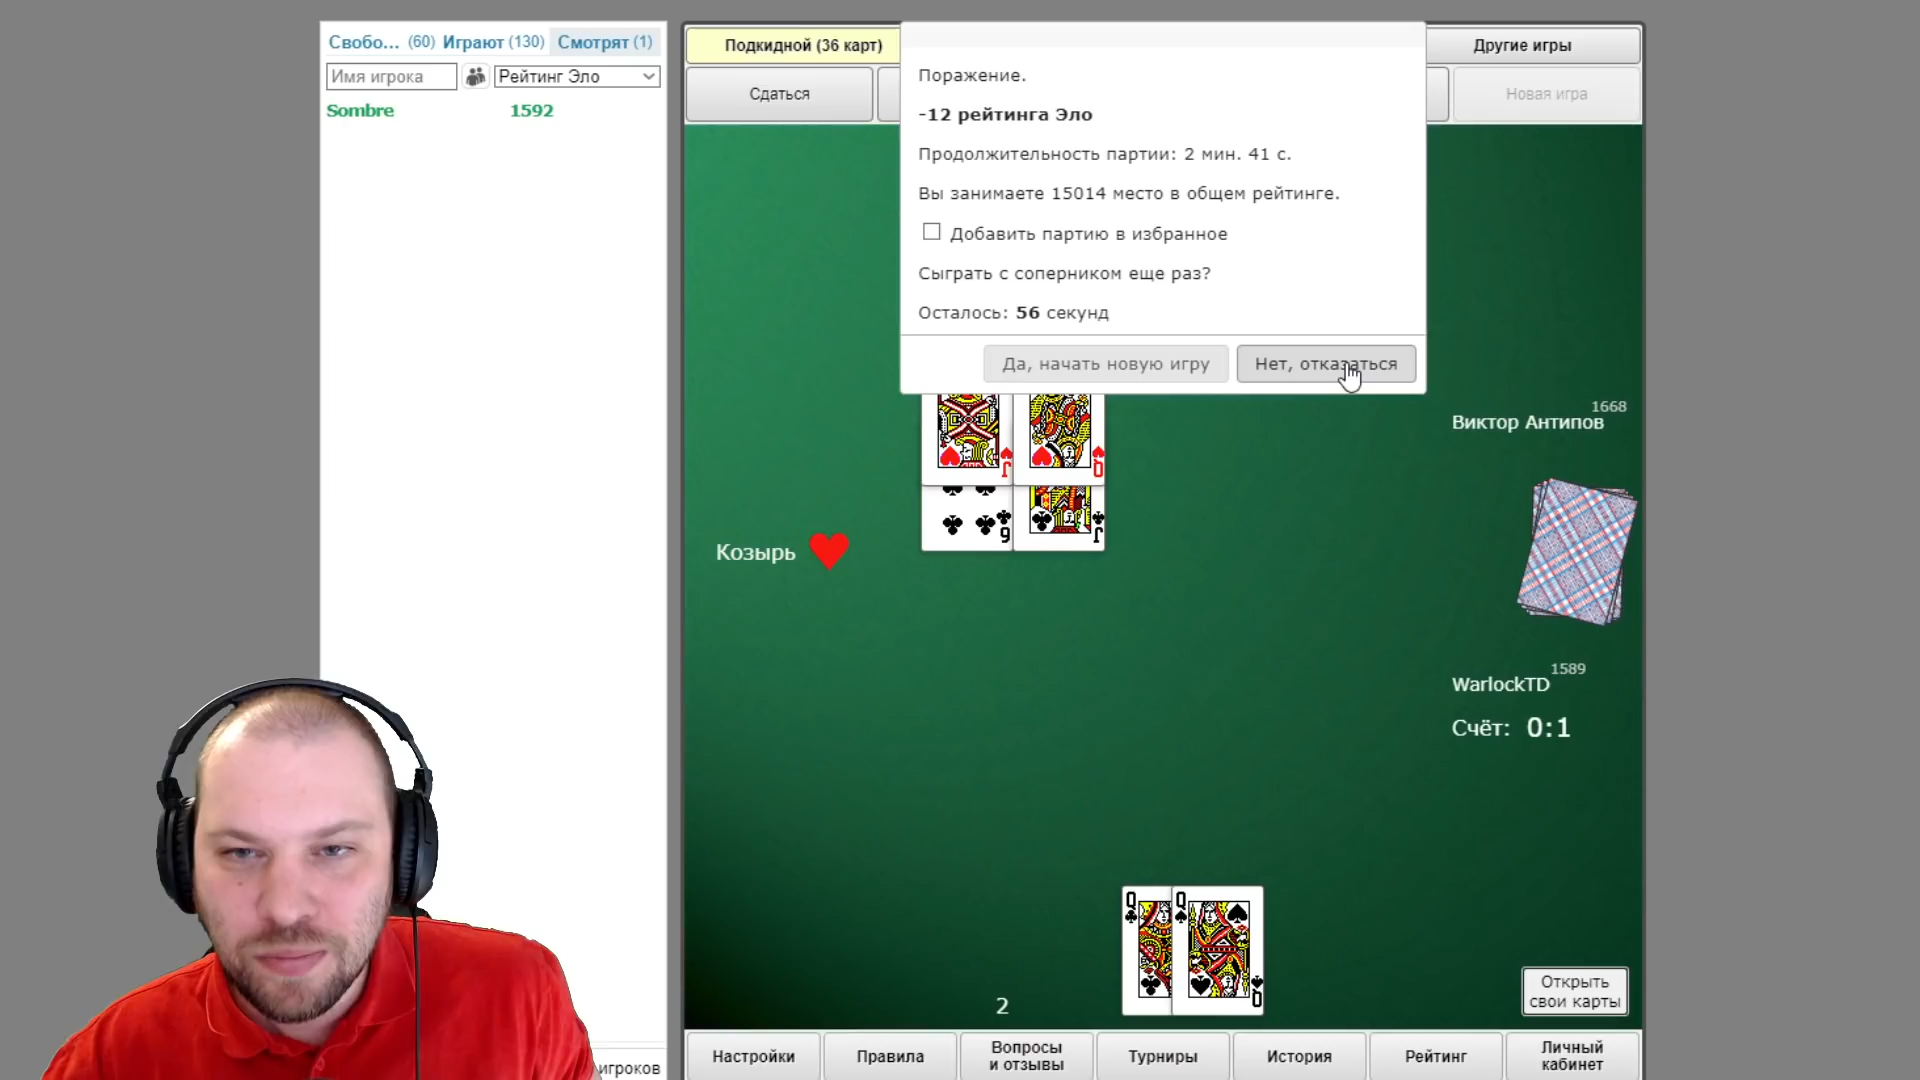 Свобо... (60) Играют (130) Смотрят (1)
Имя игрока
Рейтинг Эло
Sombre 1592
игроков
Подкидной (36 карт)
Другие игры
Сдаться
Новая игра
Поражение.
-12 рейтинга Эло
Продолжительность партии: 2 мин. 41 с.
Вы занимаете 15014 место в общем рейтинге.
Добавить партию в избранное
Сыграть с соперником еще раз?
Осталось: 56 секунд
Да, начать новую игру
Нет, отказаться
1668
Виктор Антипов
J
Q
6
J
Козырь
1589
WarlockTD
Счёт: 0:1
Q
Q
Q
2
Открыть
свои карты
Настройки
Правила
Вопросы
и отзывы
Турниры
История
Рейтинг
Личный
кабинет